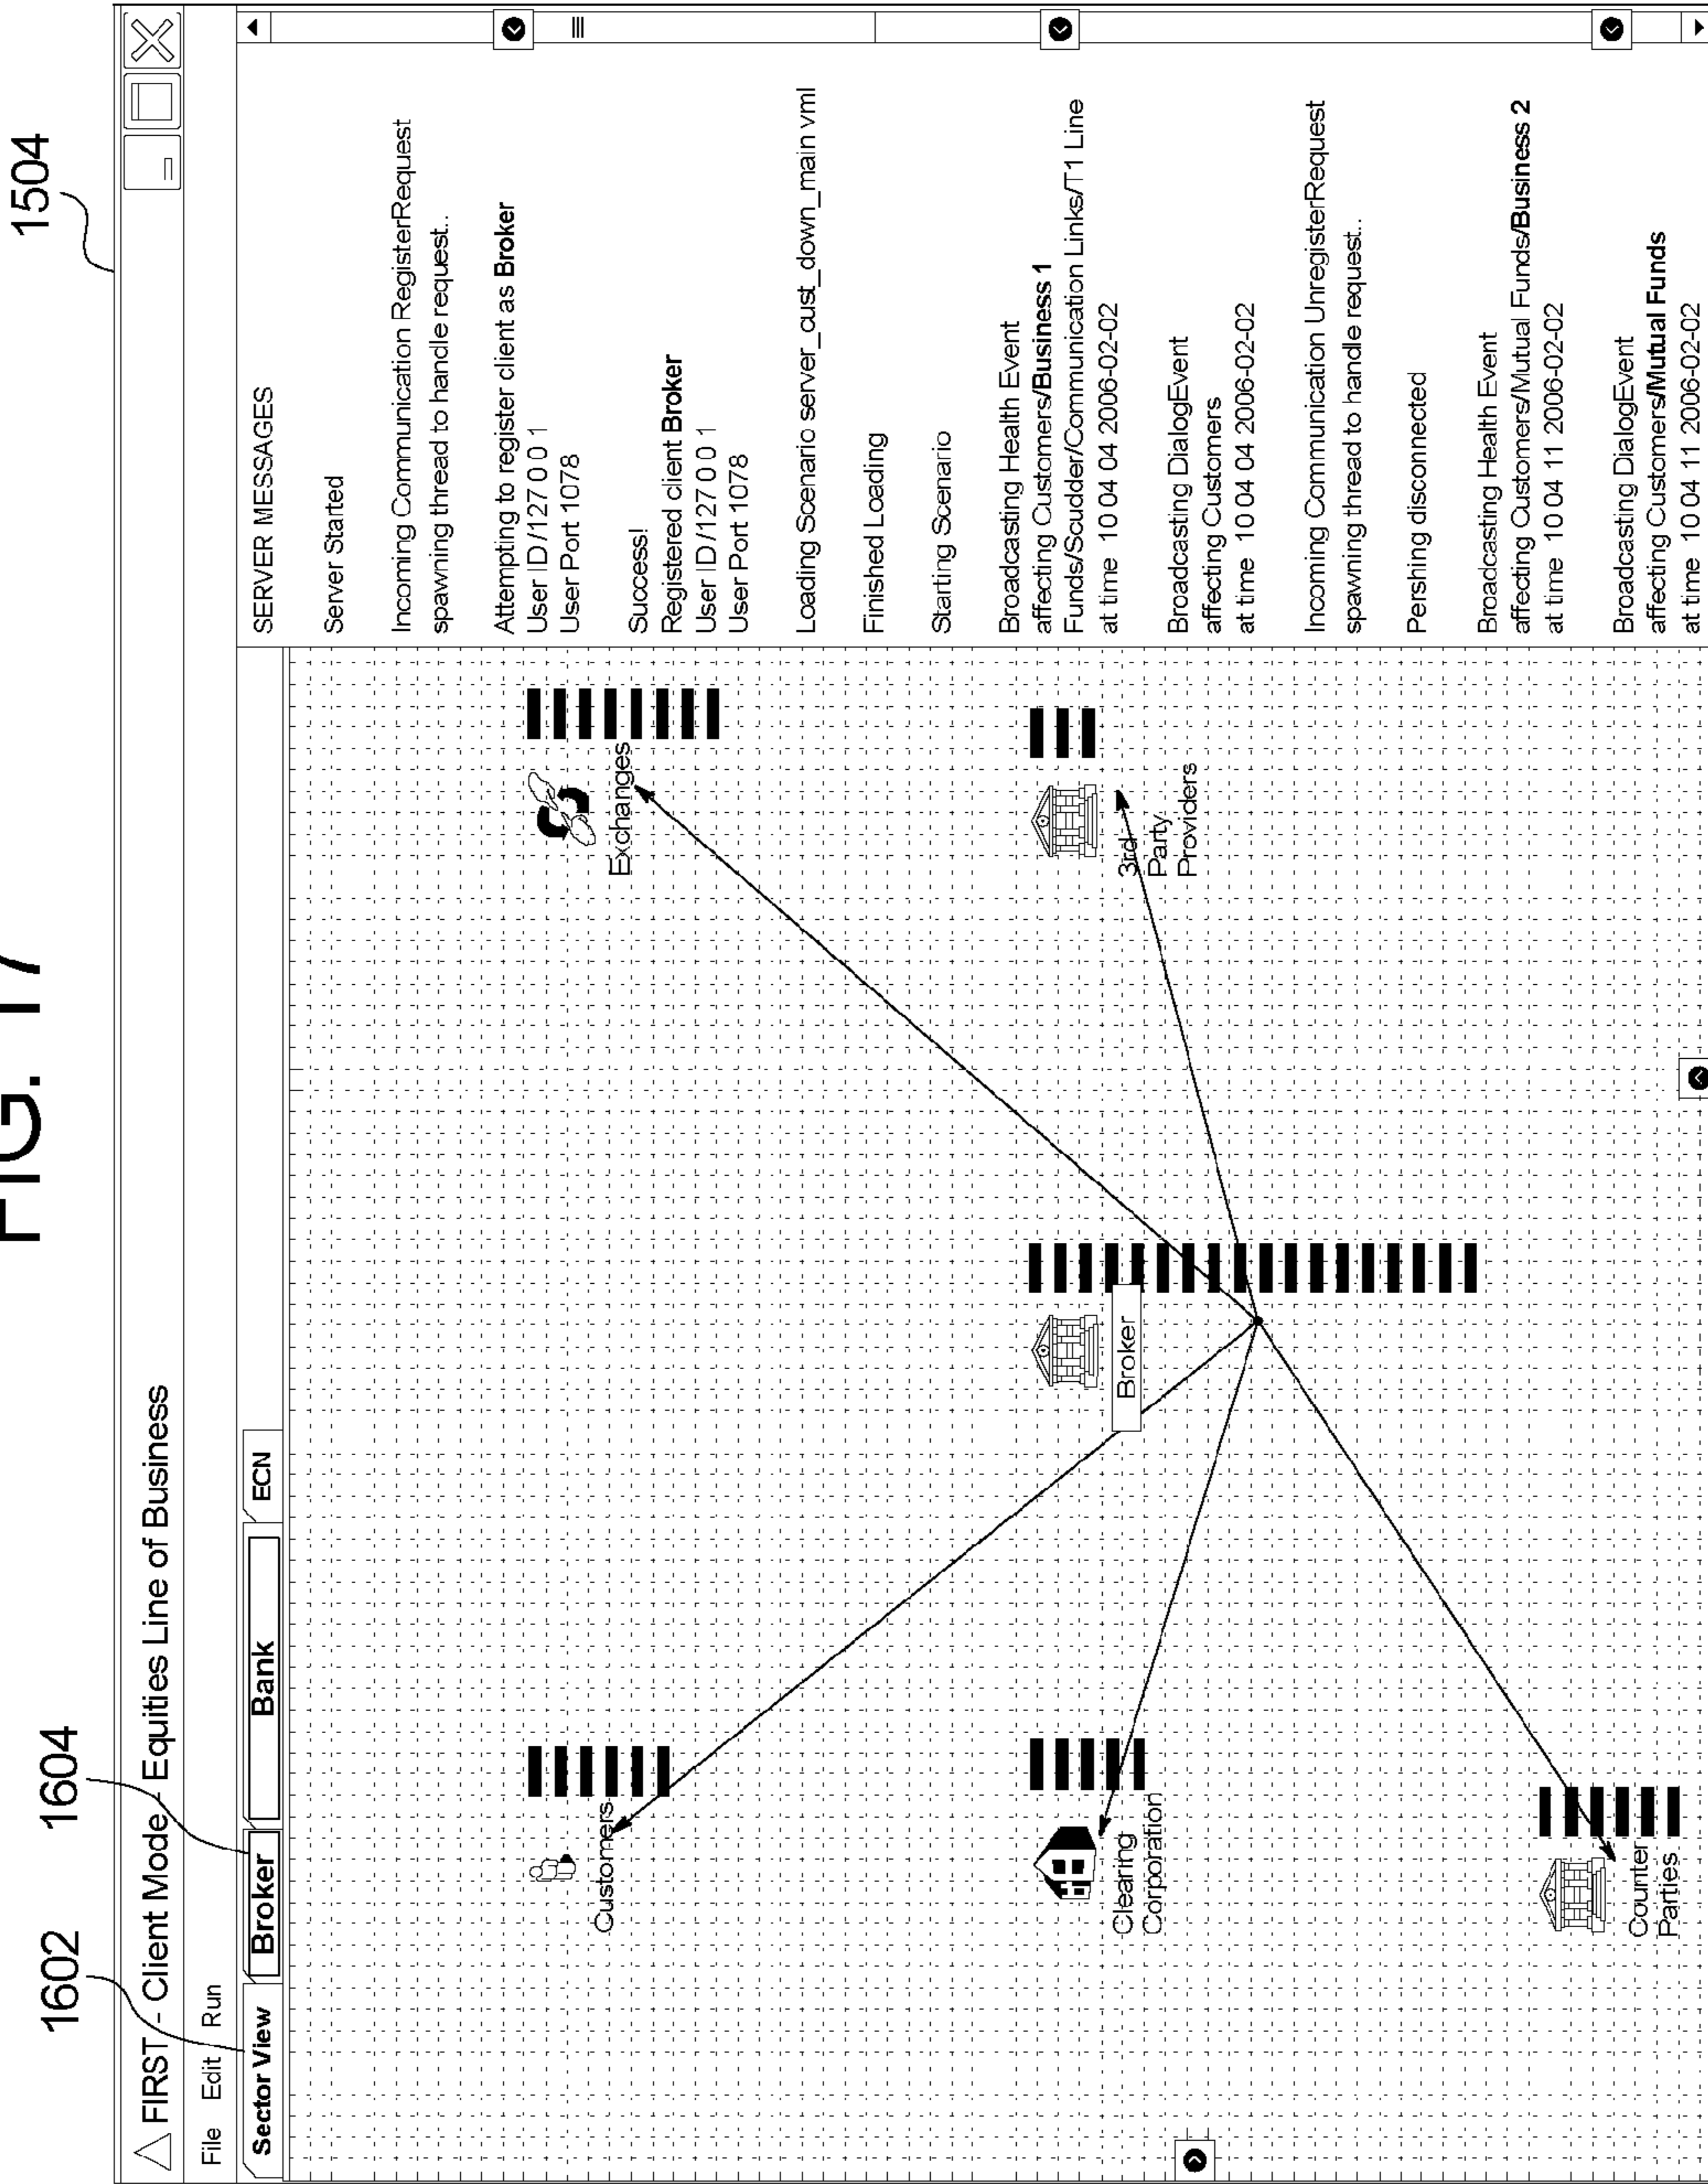 FIG. 17
1504
1602
1604
FIRST - Client Mode - Equities Line of Business
File Edit Run
Sector View
Broker
Bank
ECN
Customers
Exchanges
Broker
Clearing
Corporation
3rd
Party
Providers
Counter
Parties
SERVER MESSAGES
Server Started
Incoming Communication RegisterRequest
spawning thread to handle request..
Attempting to register client as Broker
User ID /127 0 0 1
User Port 1078
Success!
Registered client Broker
User ID /127 0 0 1
User Port 1078
Loading Scenario server_cust_down_main vml
Finished Loading
Starting Scenario
Broadcasting Health Event
affecting Customers/Business 1
Funds/Scudder/Communication Links/T1 Line
at time 10 04 04 2006-02-02
Broadcasting DialogEvent
affecting Customers
at time 10 04 04 2006-02-02
Incoming Communication UnregisterRequest
spawning thread to handle request..
Pershing disconnected
Broadcasting Health Event
affecting Customers/Mutual Funds/Business 2
at time 10 04 11 2006-02-02
Broadcasting DialogEvent
affecting Customers/Mutual Funds
at time 10 04 11 2006-02-02